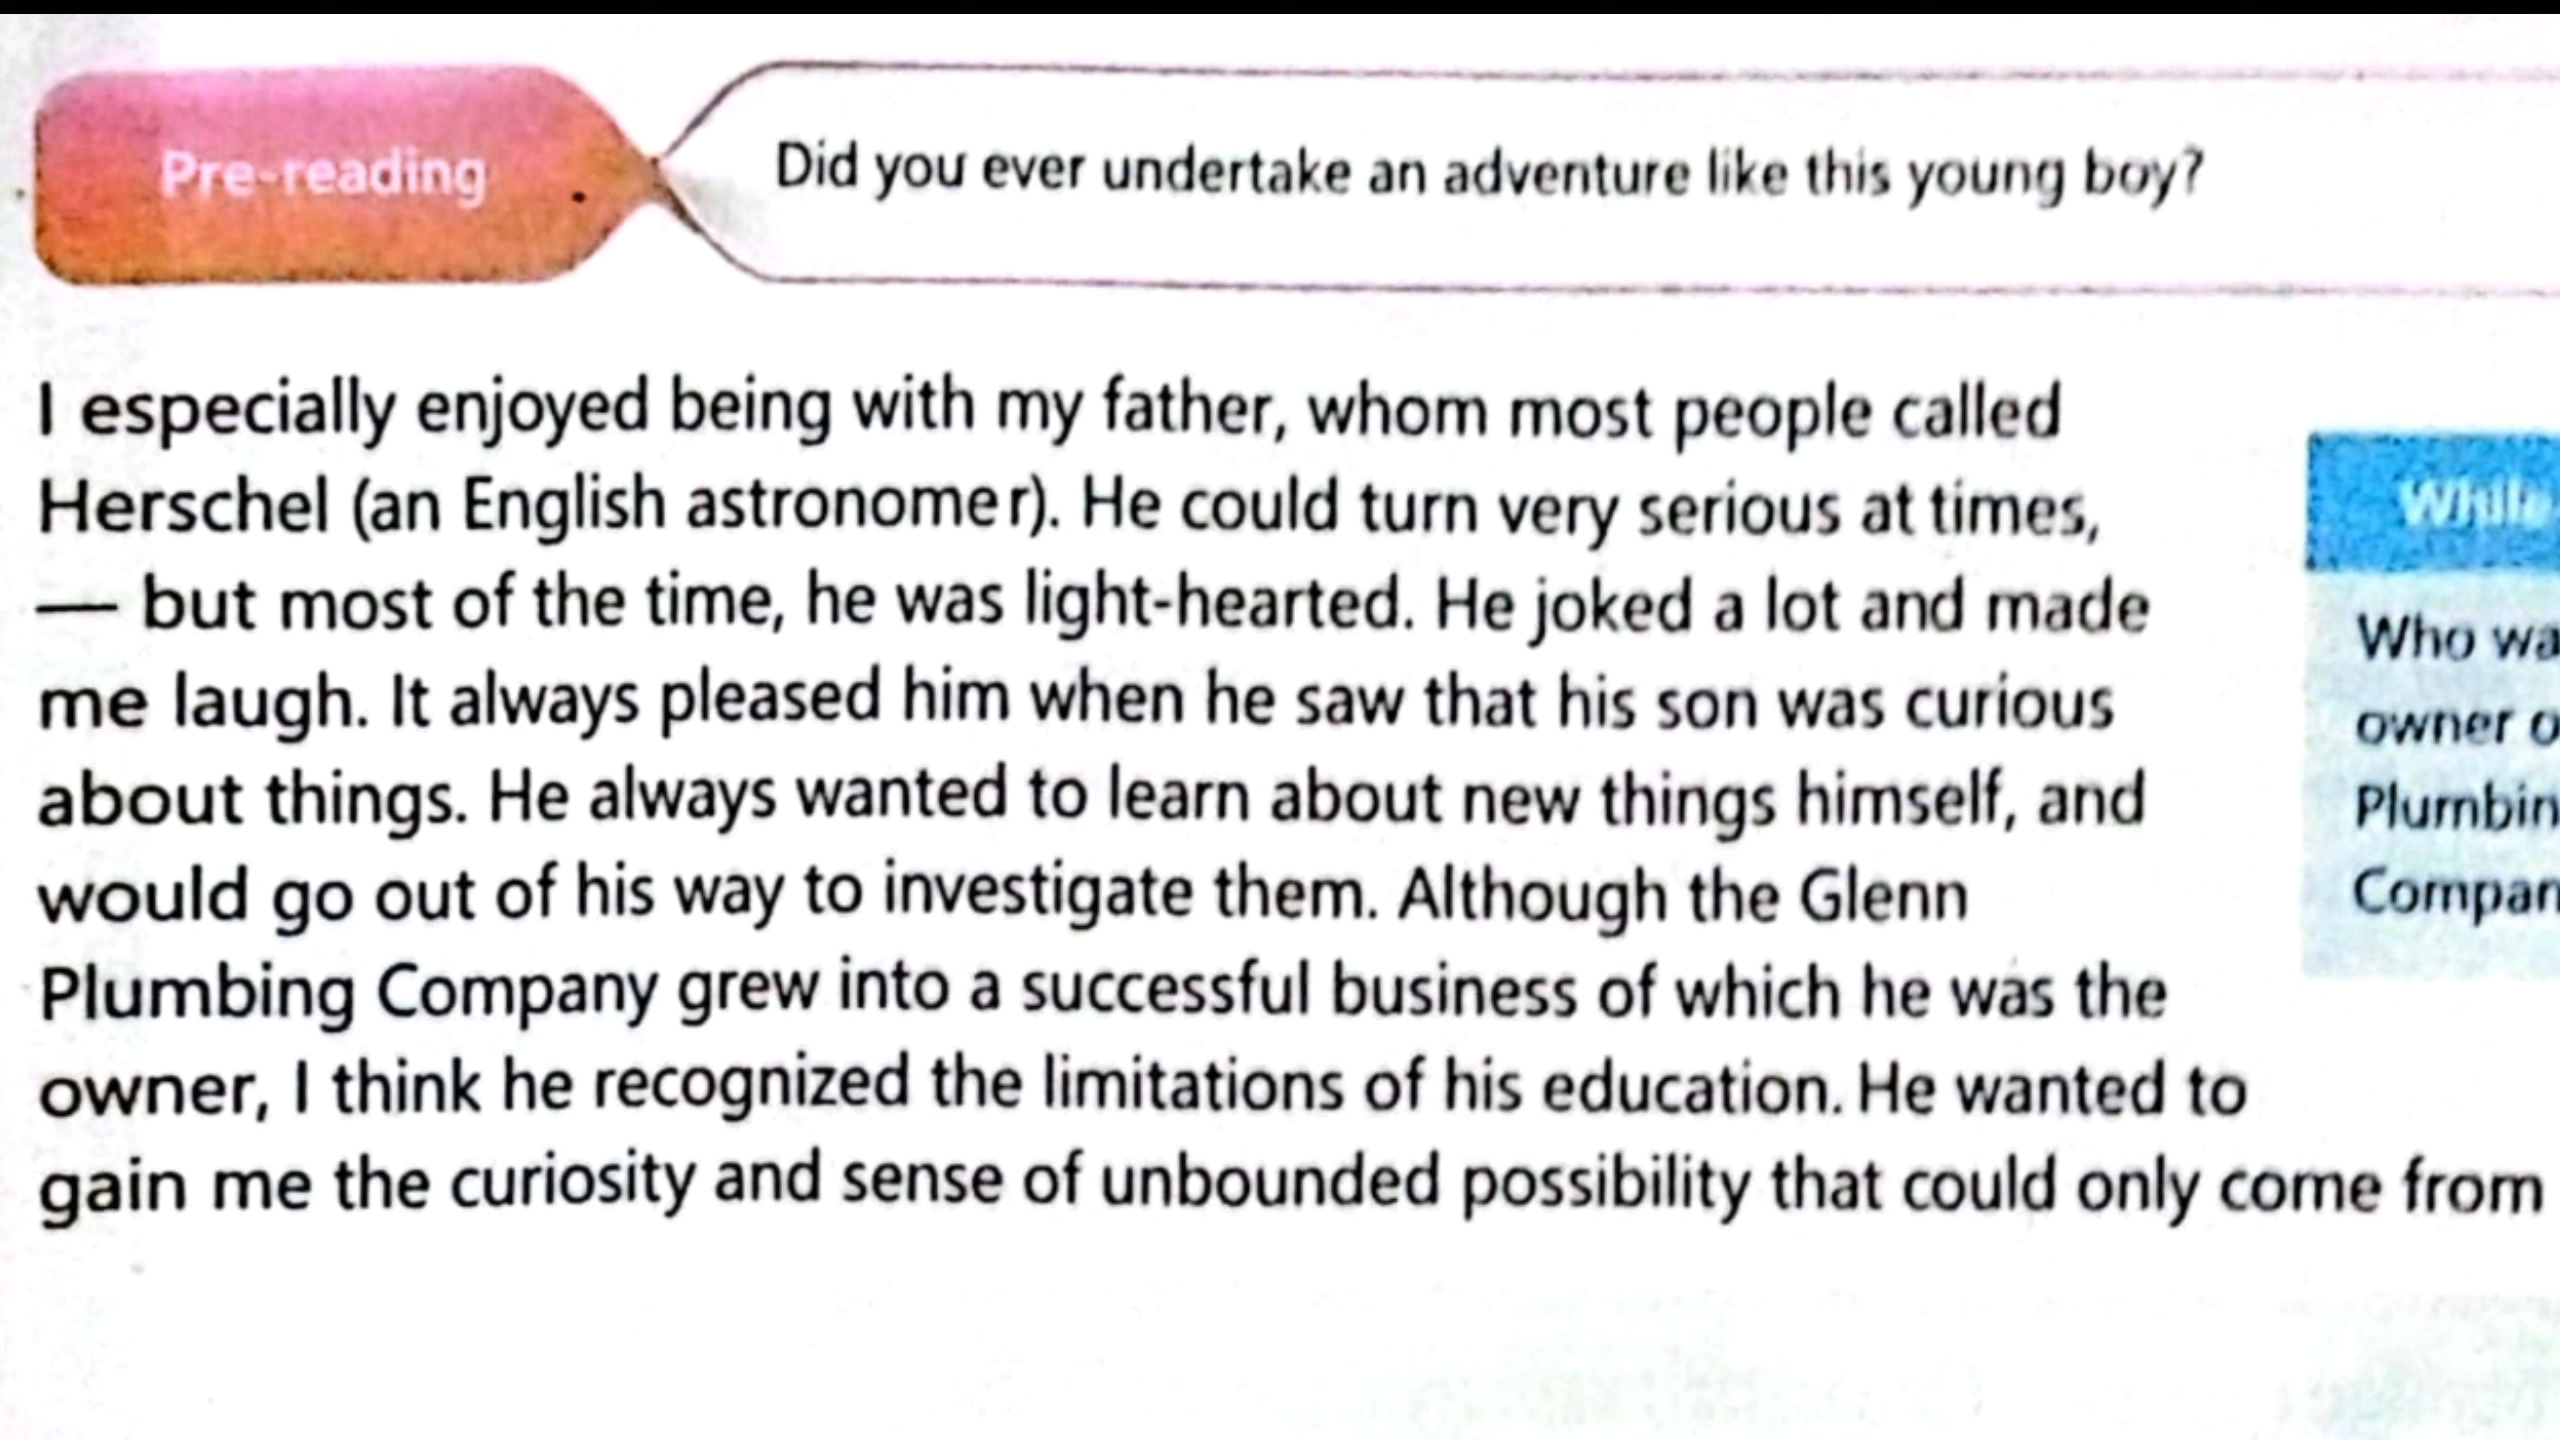 Pre-reading
Did you ever undertake an adventure like this young boy?
I especially enjoyed being with my father, whom most people called
Herschel (an English astronomer). He could turn very serious at times,
— but most of the time, he was light-hearted. He joked a lot and made
me laugh. It always pleased him when he saw that his son was curious
about things. He always wanted to learn about new things himself, and
would go out of his way to investigate them. Although the Glenn
Plumbing Company grew into a successful business of which he was the
owner, I think he recognized the limitations of his education. He wanted to
gain me the curiosity and sense of unbounded possibility that could only come from
While
Who wa
owner o
Plumbin
Compan